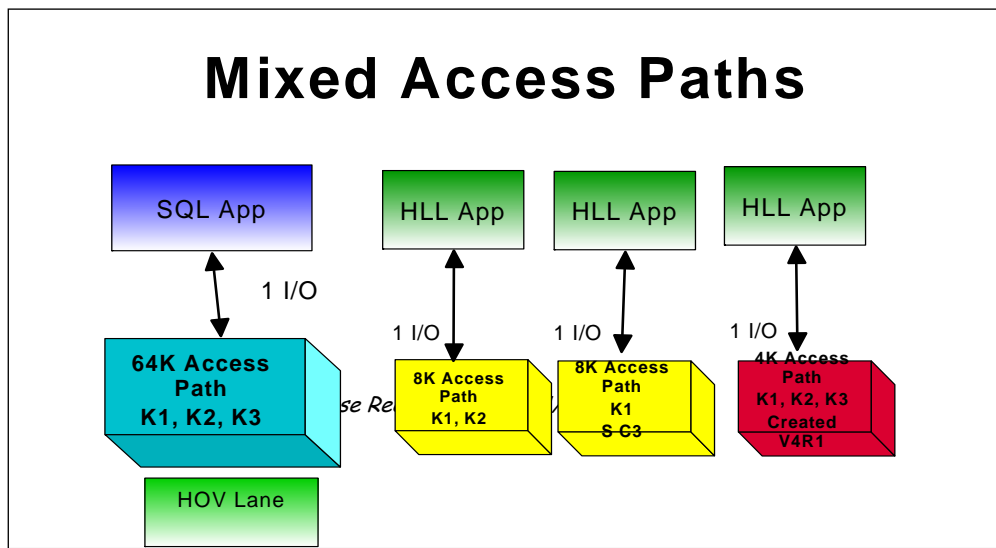 Mixed Access Paths
SQL App
HLL App
HLL App
HLL App
1 I/O
1 I/O
1 I/O
1 I/O
64K Access
Path
K1, K2, K3
8K Access
Path
K1, K2
8K Access
Path
K1
S C3
4K Access
Path
K1, K2, K3
Created
V4R1
HOV Lane